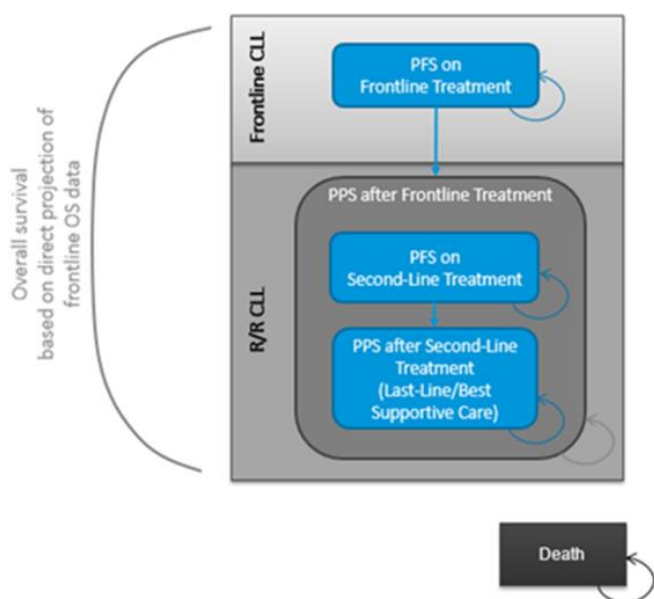 Overall survival
based on direct projection of
frontline OS data
Frontline CLL
PFS on
Frontline Treatment
R/R CLL
PPS after Frontline Treatment
PFS on
Second-Line Treatment
PPS after Second-Line
Treatment
(Last-Line/Best
Supportive Care)
Death